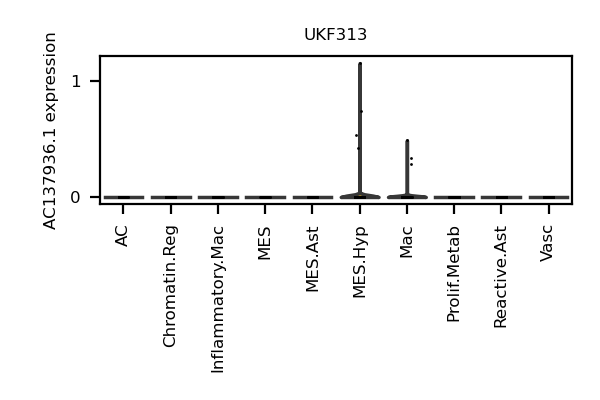 UKF313
AC137936.1 expression
1
0
AC
Chromatin.Reg
Inflammatory.Mac
MES
MES.Ast
MES.Hyp
Mac
Prolif.Metab
Reactive.Ast
Vasc